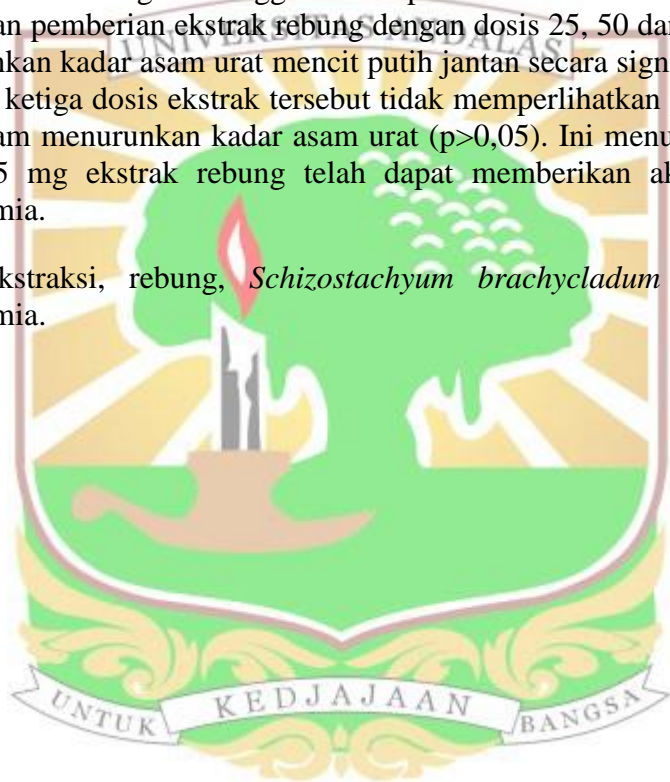 an pemberian ekstrak rebung dengan dosis 25, 50 dar
nkan kadar asam urat mencit putih jantan secara sign
ketiga dosis ekstrak tersebut tidak memperlihatkan
am menurunkan kadar asam urat (p>0,05). Ini menu
5 mg ekstrak rebung telah dapat memberikan ak
mia.
kstraksi, rebung, Schizostachyum brachycladum
mia.
UNIVERSITAS ANDALAS
UNTUK KEDJAJAAN BANGSA